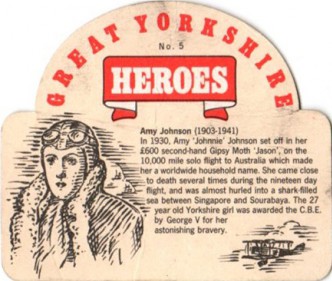 GREAT YORKSHIRE
No. 5
HEROES
Amy Johnson (1903-1941)
In 1930, Amy 'Johnnie' Johnson set off in her
£600 second-hand Gipsy Moth 'Jason', on the
10,000 mile solo flight to Australia which made
her a worldwide household name. She came close
to death several times during the nineteen day
flight, and was almost hurled into a shark-filled
sea between Singapore and Sourabaya. The 27
year old Yorkshire girl was awarded the C.B.E.
by George V for her
astonishing bravery.